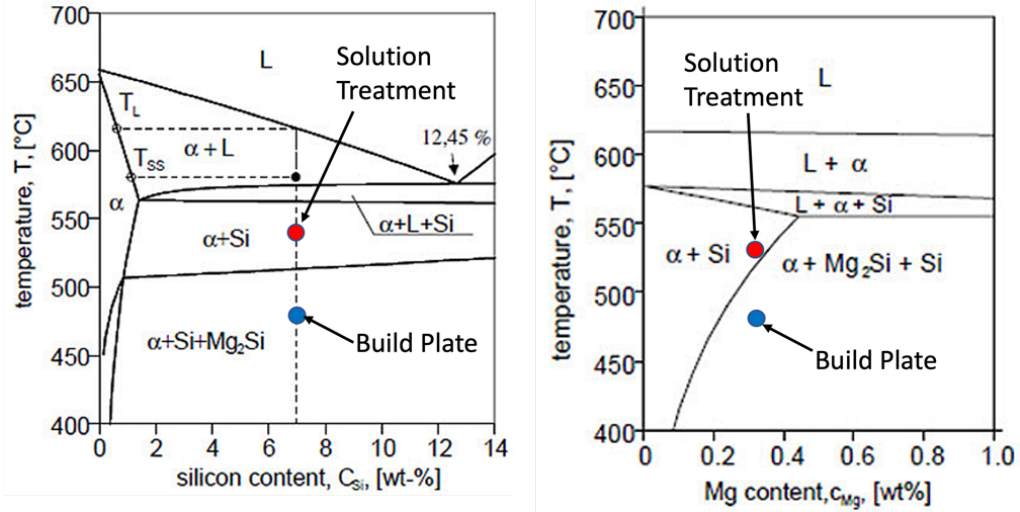 700
650
600
550
500
450
400
temperature, T, [°C]
L
Solution
Treatment
T_L
α+L
T_SS
12,45 %
α
α+L+Si
α+Si
α+Si+Mg₂Si
Build Plate
0 2 4 6 8 10 12 14
silicon content, C_Si, [wt-%]
700
650
600
550
500
450
400
temperature, T, [°C]
Solution
Treatment
L
L + α
L + α + Si
α + Si
α + Mg₂Si + Si
Build Plate
0 0.2 0.4 0.6 0.8 1.0
Mg content,c_Mg, [wt%]